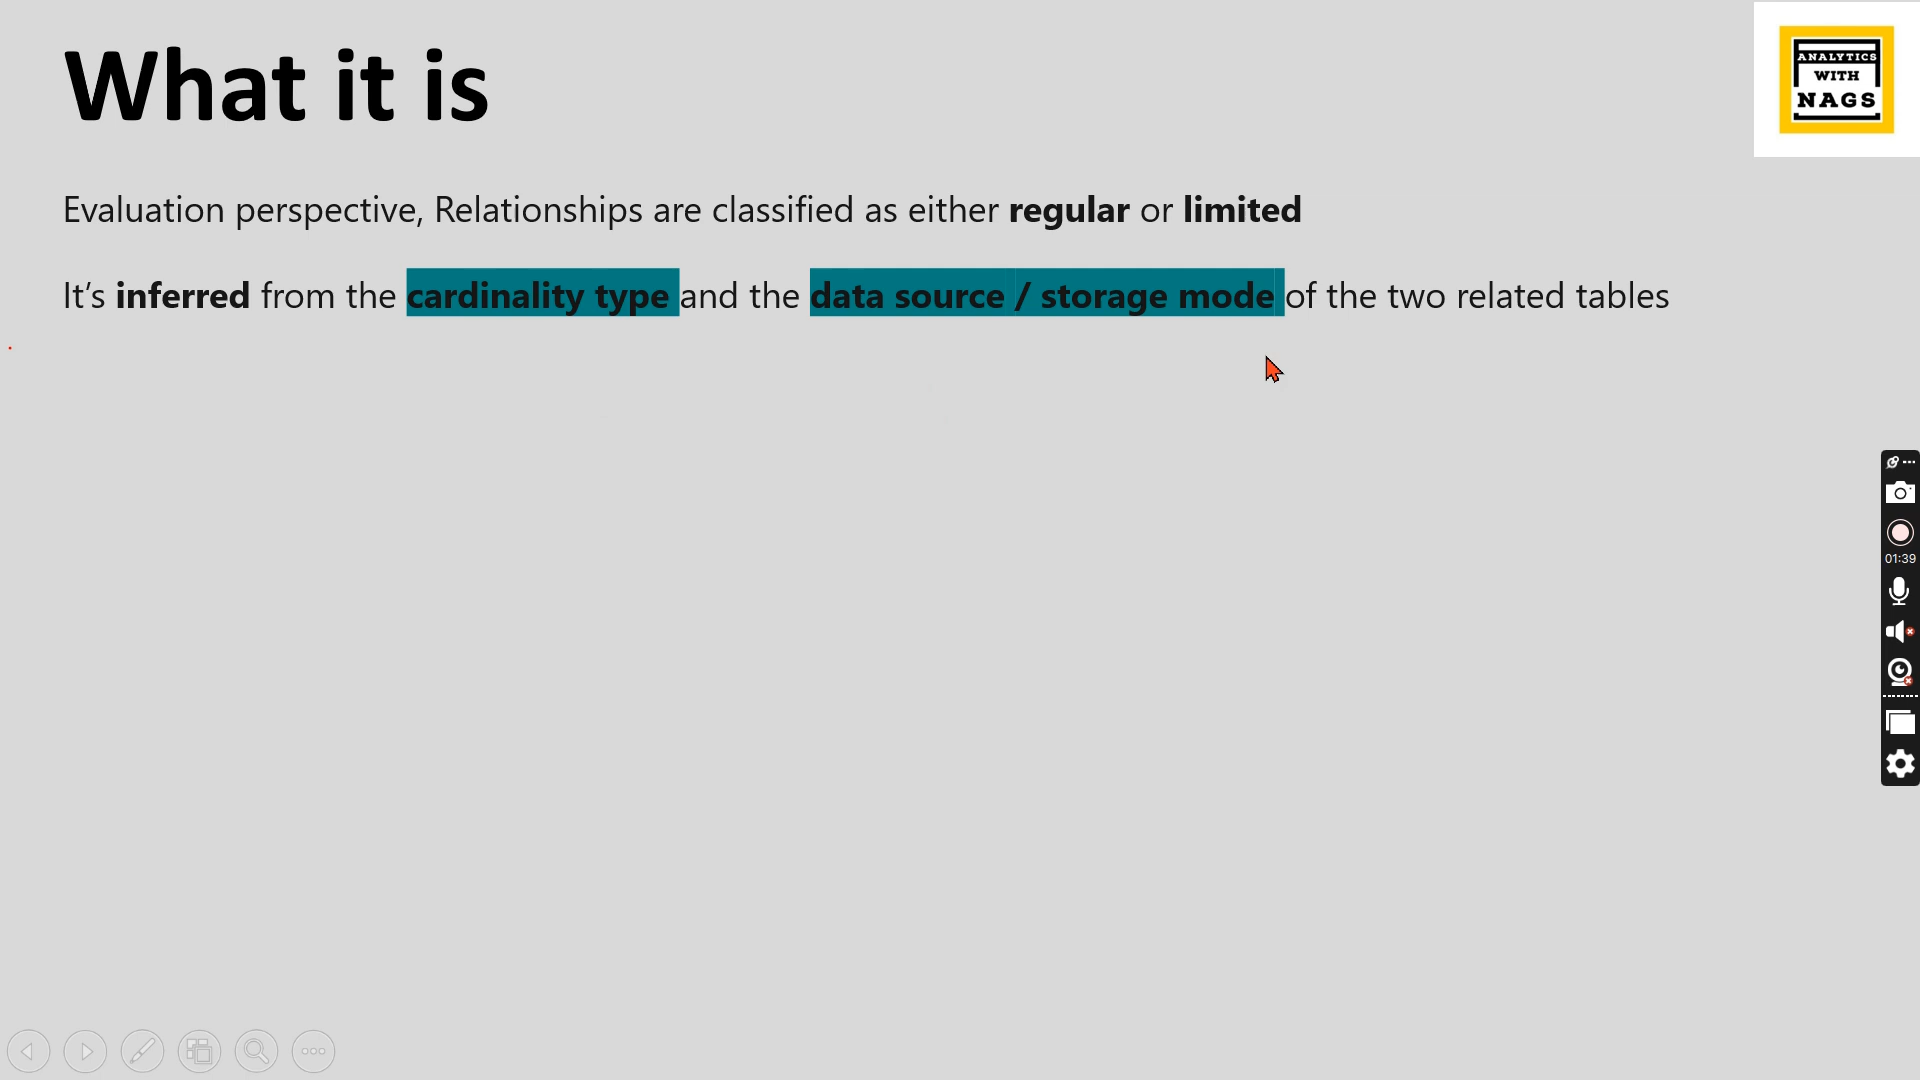 What it is
ANALYTICS
WITH
NAGS
Evaluation perspective, Relationships are classified as either regular or limited
It’s inferred from the cardinality type and the data source / storage mode of the two related tables
01:39